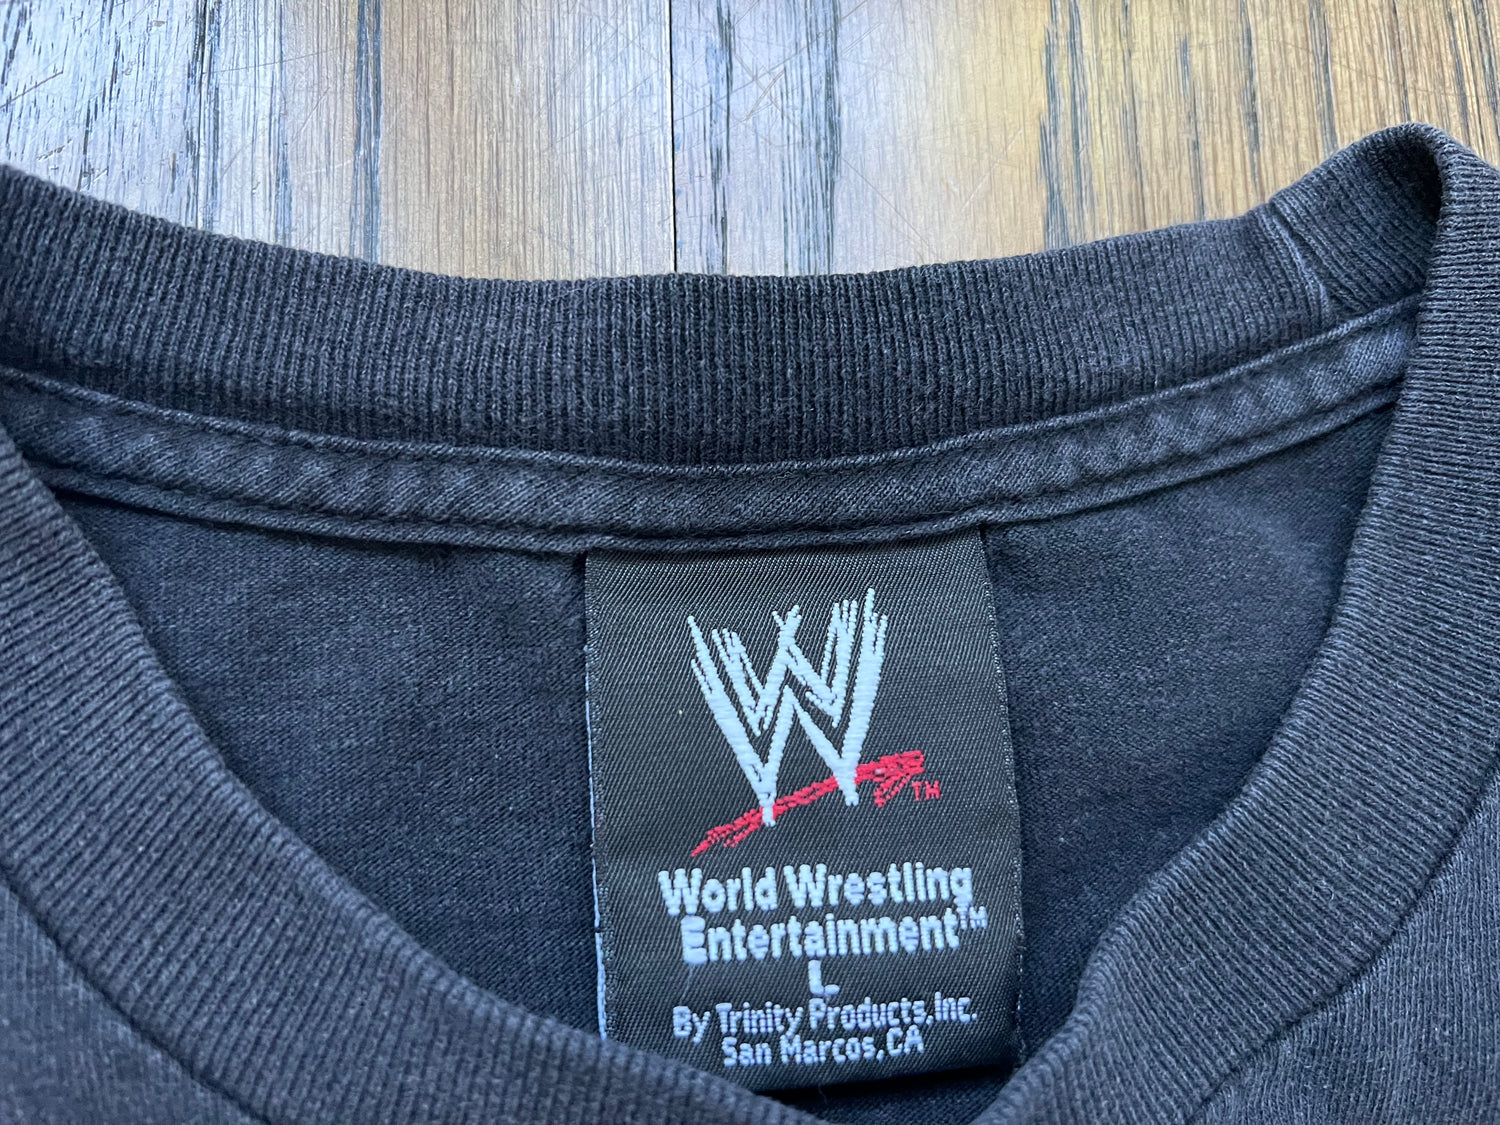 W
TM
World Wrestling
Entertainment™
L
By Trinity Products, Inc.
San Marcos, CA